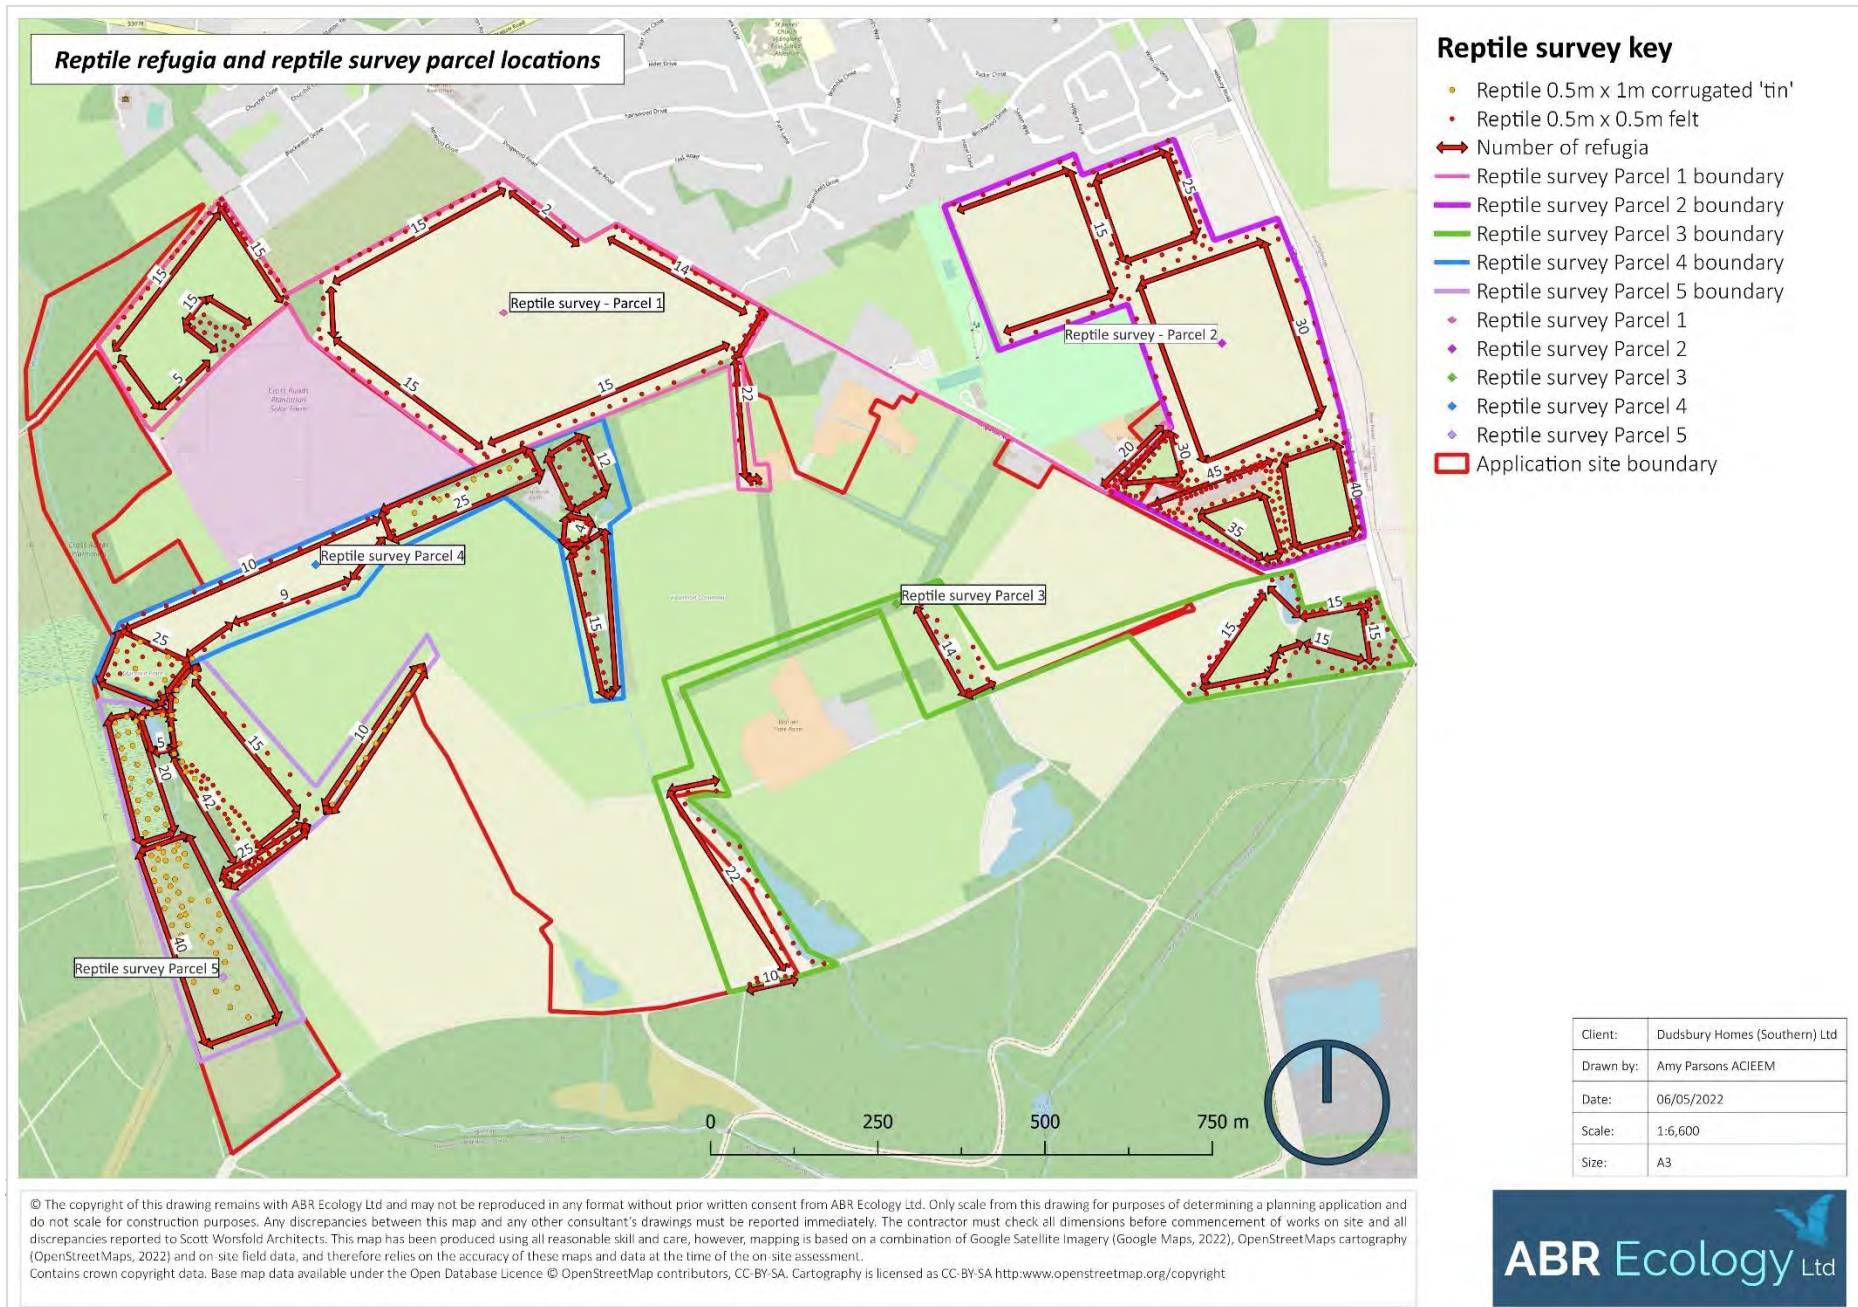 Reptile refugia and reptile survey parcel locations
Reptile survey - Parcel 1
Reptile survey - Parcel 2
Reptile survey Parcel 3
Reptile survey Parcel 4
Reptile survey Parcel 5
15
2
14
15
15
15
5
15
15
22
25
15
30
20
30
45
40
35
12
25
14
10
9
25
15
14
15
15
15
15
10
15
5
20
42
25
40
22
10
0 250 500 750 m
Reptile survey key
Reptile 0.5m x 1m corrugated 'tin'
Reptile 0.5m x 0.5m felt
Number of refugia
Reptile survey Parcel 1 boundary
Reptile survey Parcel 2 boundary
Reptile survey Parcel 3 boundary
Reptile survey Parcel 4 boundary
Reptile survey Parcel 5 boundary
Reptile survey Parcel 1
Reptile survey Parcel 2
Reptile survey Parcel 3
Reptile survey Parcel 4
Reptile survey Parcel 5
Application site boundary
Client: Dudsbury Homes (Southern) Ltd
Drawn by: Amy Parsons ACIEEM
Date: 06/05/2022
Scale: 1:6,600
Size: A3
© The copyright of this drawing remains with ABR Ecology Ltd and may not be reproduced in any format without prior written consent from ABR Ecology Ltd. Only scale from this drawing for purposes of determining a planning application and
do not scale for construction purposes. Any discrepancies between this map and any other consultant's drawings must be reported immediately. The contractor must check all dimensions before commencement of works on site and all
discrepancies reported to Scott Worsfold Architects. This map has been produced using all reasonable skill and care, however, mapping is based on a combination of Google Satellite Imagery (Google Maps, 2022), OpenStreetMaps cartography
(OpenStreetMaps, 2022) and on-site field data, and therefore relies on the accuracy of these maps and data at the time of the on-site assessment.
Contains crown copyright data. Base map data available under the Open Database Licence © OpenStreetMap contributors, CC-BY-SA. Cartography is licensed as CC-BY-SA http:www.openstreetmap.org/copyright
ABR Ecology Ltd